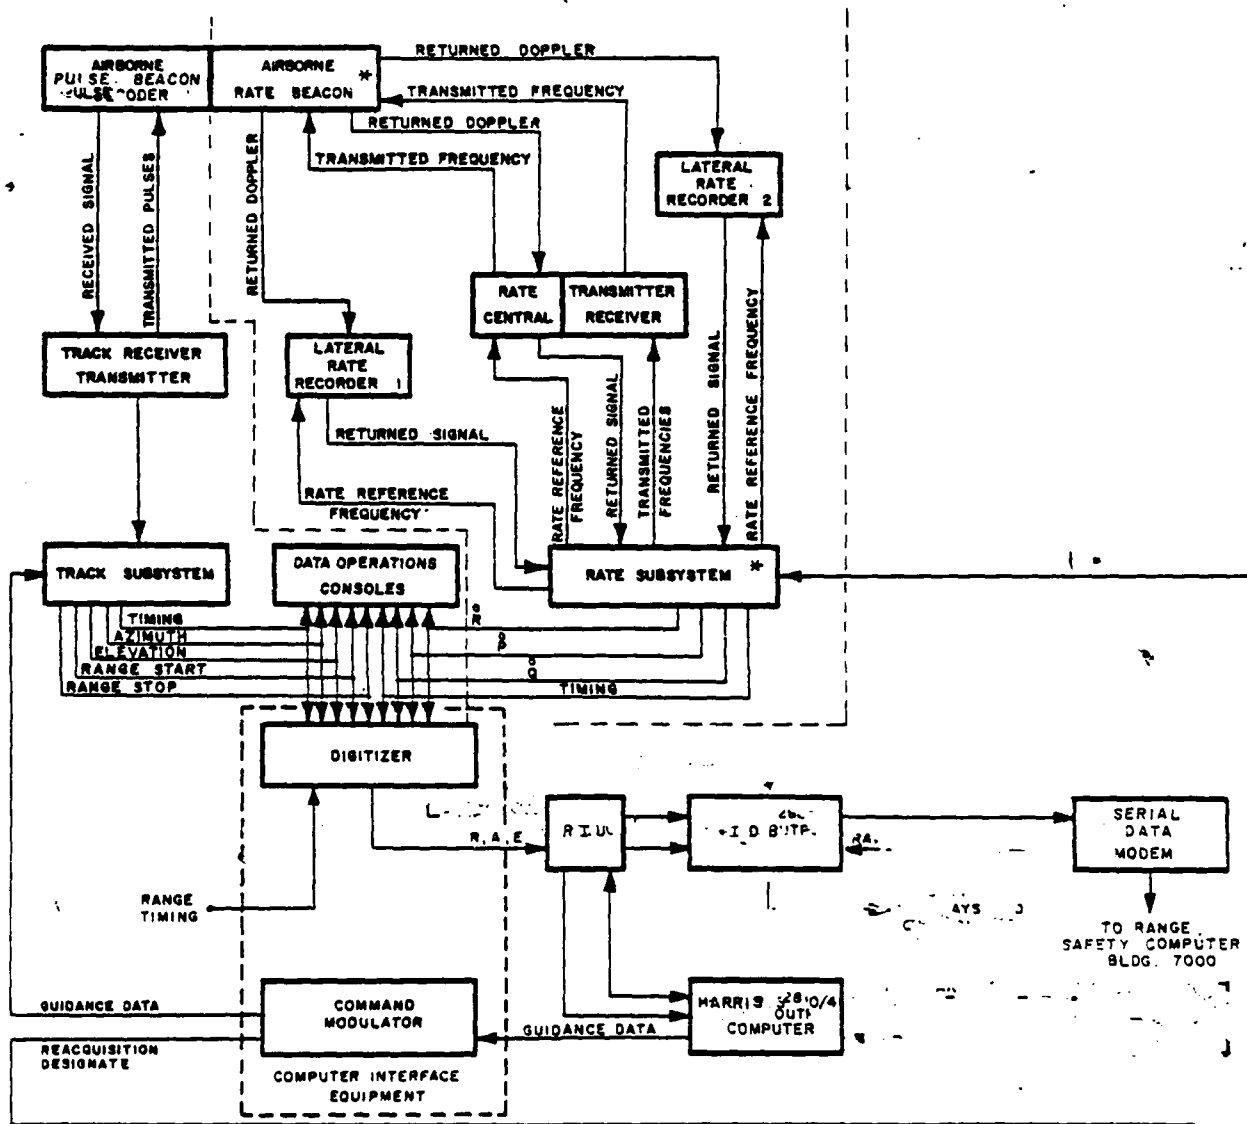 AIRBORNE
PULSE BEACON
AIRBORNE
RATE BEACON *
RETURNED DOPPLER
TRANSMITTED FREQUENCY
RETURNED DOPPLER
TRANSMITTED FREQUENCY
RECEIVED SIGNAL
TRANSMITTED PULSES
RETURNED DOPPLER
LATERAL
RATE
RECORDER 2
RATE
CENTRAL
TRANSMITTER
RECEIVER
TRACK RECEIVER
TRANSMITTER
LATERAL
RATE
RECORDER 1
RETURNED SIGNAL
RATE REFERENCE
FREQUENCY
RATE REFERENCE
FREQUENCY
RETURNED SIGNAL
TRANSMITTED
FREQUENCIES
RETURNED SIGNAL
RATE REFERENCE FREQUENCY
TRACK SUBSYSTEM
DATA OPERATIONS
CONSOLES
RATE SUBSYSTEM *
TIMING
AZIMUTH
ELEVATION
RANGE START
RANGE STOP
Ṙ
Ṗ
Q̇
TIMING
DIGITIZER
R, A, E
R I U
SERIAL
DATA
MODEM
RANGE
TIMING
TO RANGE
SAFETY COMPUTER
BLDG. 7000
GUIDANCE DATA
COMMAND
MODULATOR
GUIDANCE DATA
HARRIS
COMPUTER
REACQUISITION
DESIGNATE
COMPUTER INTERFACE
EQUIPMENT